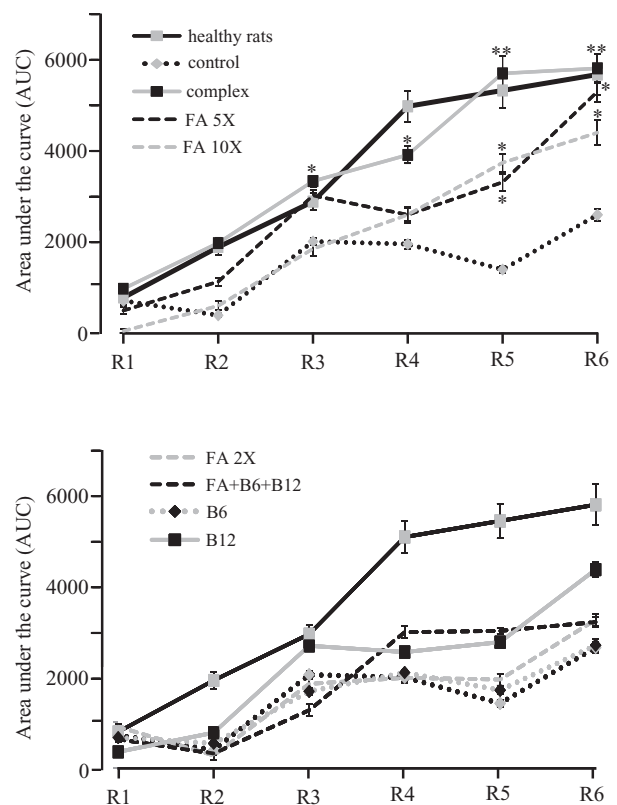 Area under the curve (AUC)
6000
4000
2000
0
healthy rats
control
complex
FA 5X
FA 10X
*
*
**
*
*
**
*
*
R1 R2 R3 R4 R5 R6
Area under the curve (AUC)
6000
4000
2000
0
FA 2X
FA+B6+B12
B6
B12
R1 R2 R3 R4 R5 R6